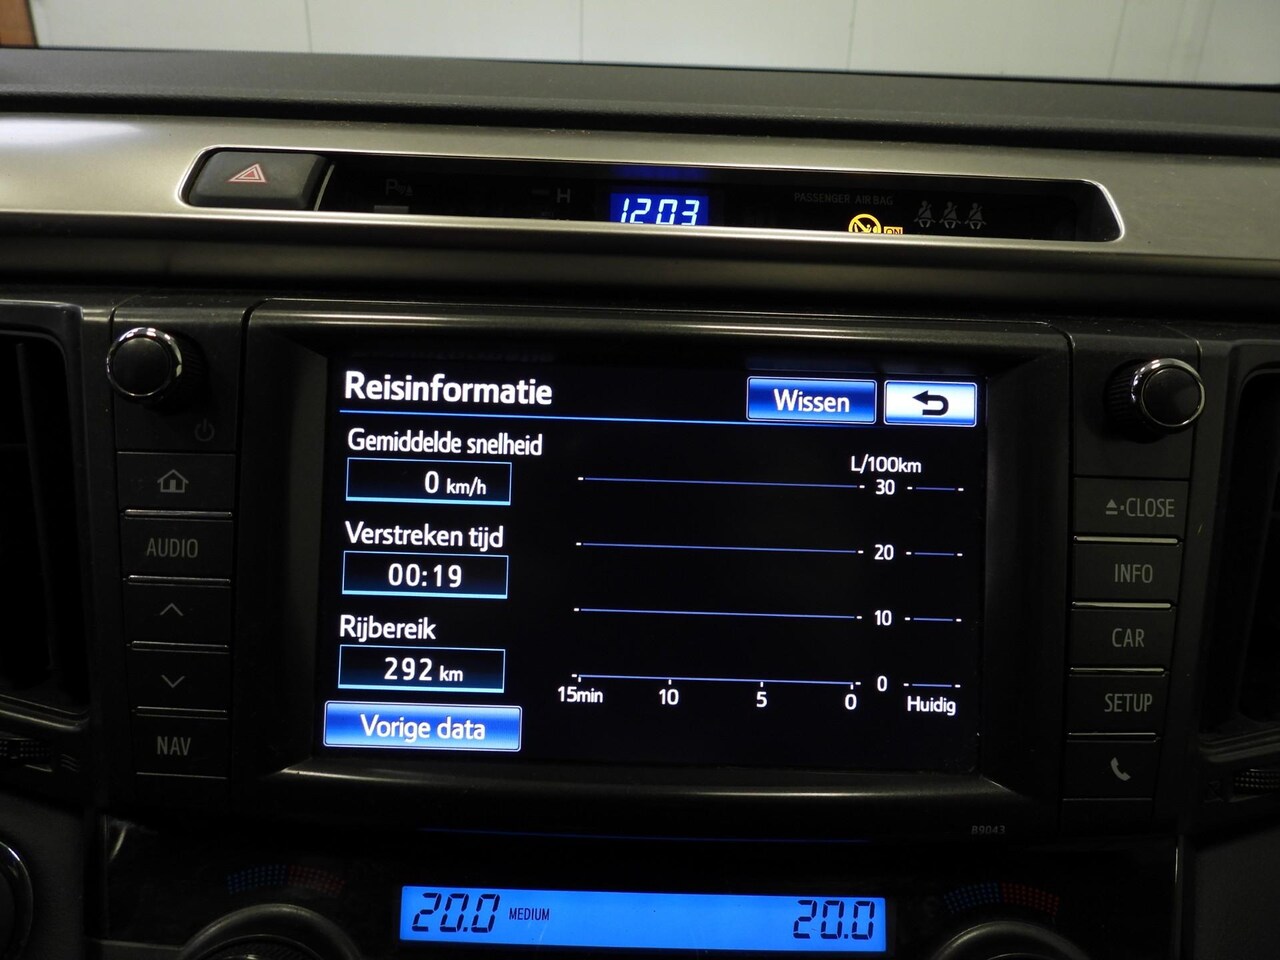 H
12:03
PASSENGER AIR BAG
ON
Reisinformatie
Wissen
Gemiddelde snelheid
0 km/h
Verstreken tijd
00:19
Rijbereik
292 km
Vorige data
L/100km
30
20
10
0
15min 10 5 0 Huidig
AUDIO
NAV
CLOSE
INFO
CAR
SETUP
B9043
20.0 MEDIUM 20.0